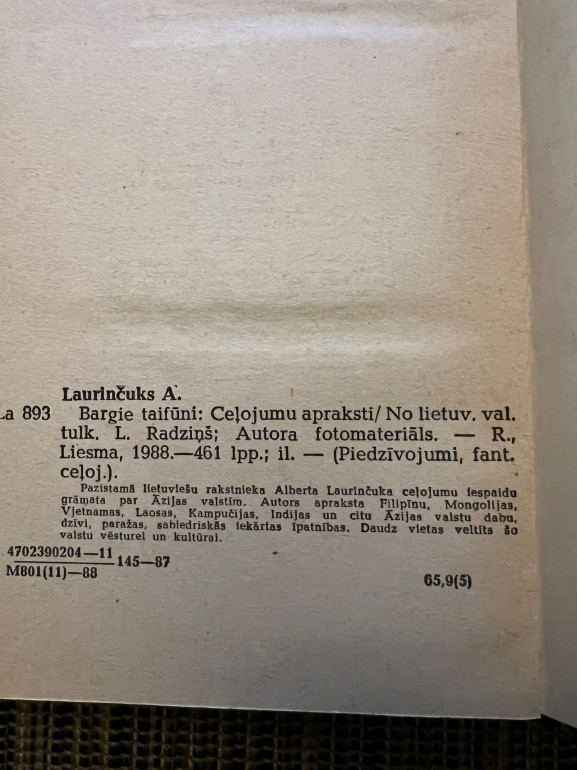 Laurinčuks A.
La 893 Bargie taifūni: Ceļojumu apraksti/ No lietuv. val.
tulk. L. Radziņš; Autora fotomateriāls. — R.,
Liesma, 1988.—461 lpp.; il. — (Piedzīvojumi, fant.
ceļoj.).
Pazīstamā lietuviešu rakstnieka Alberta Laurinčuka ceļojumu iespaidu
grāmata par Āzijas valstīm. Autors apraksta Filipīnu, Mongolijas,
Vjetnamas, Laosas, Kampučijas, Indijas un citu Āzijas valstu dabu,
dzīvi, paražas, sabiedriskās iekārtas īpatnības. Daudz vietas veltīts šo
valstu vēsturei un kultūrai.
4702390204—11
M801(11)—88 145—87
65,9(5)